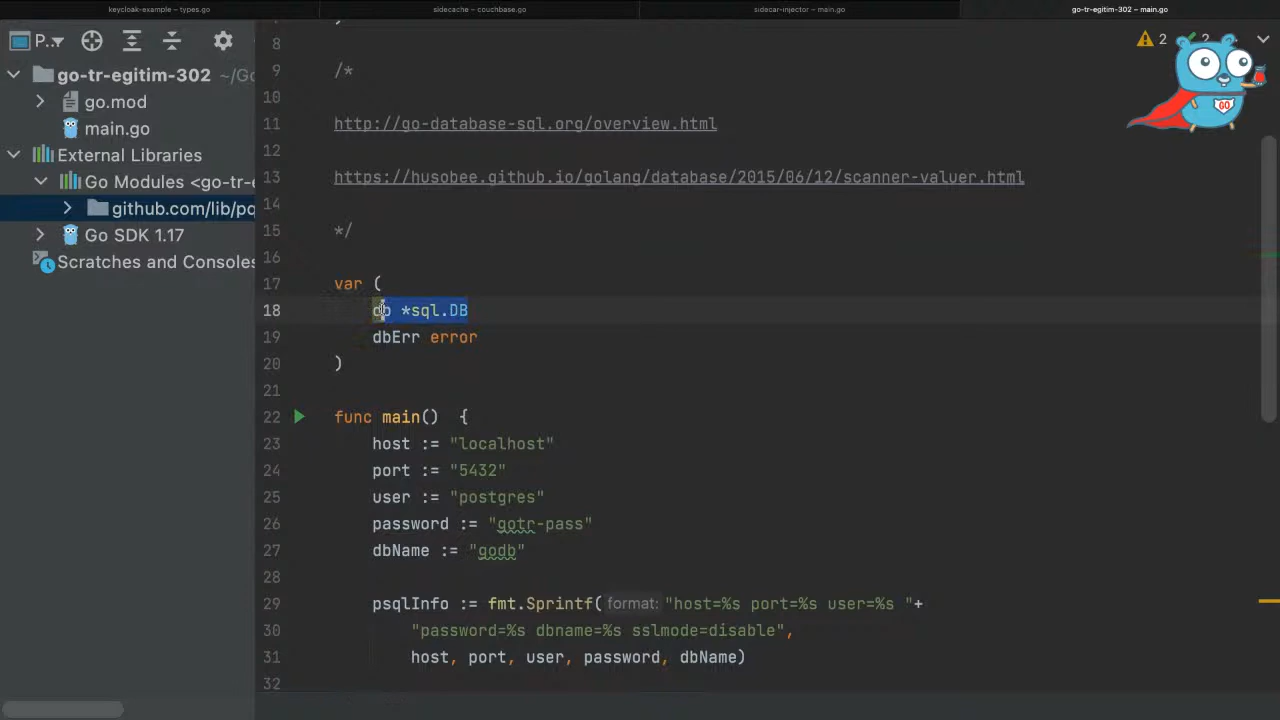 keycloak-example – types.go
sidecache – couchbase.go
sidecar-injector – main.go
go-tr-egitim-302 – main.go
P..
2
2
go-tr-egitim-302 ~/Go
go.mod
main.go
External Libraries
Go Modules <go-tr-e
github.com/lib/pq
Go SDK 1.17
Scratches and Consoles
GO
8
9 /*
10
11 http://go-database-sql.org/overview.html
12
13 https://husobee.github.io/golang/database/2015/06/12/scanner-valuer.html
14
15 */
16
17 var (
18 db *sql.DB
19 dbErr error
20 )
21
22 func main() {
23 host := "localhost"
24 port := "5432"
25 user := "postgres"
26 password := "gotr-pass"
27 dbName := "godb"
28
29 psqlInfo := fmt.Sprintf( format: "host=%s port=%s user=%s "+
30 "password=%s dbname=%s sslmode=disable",
31 host, port, user, password, dbName)
32